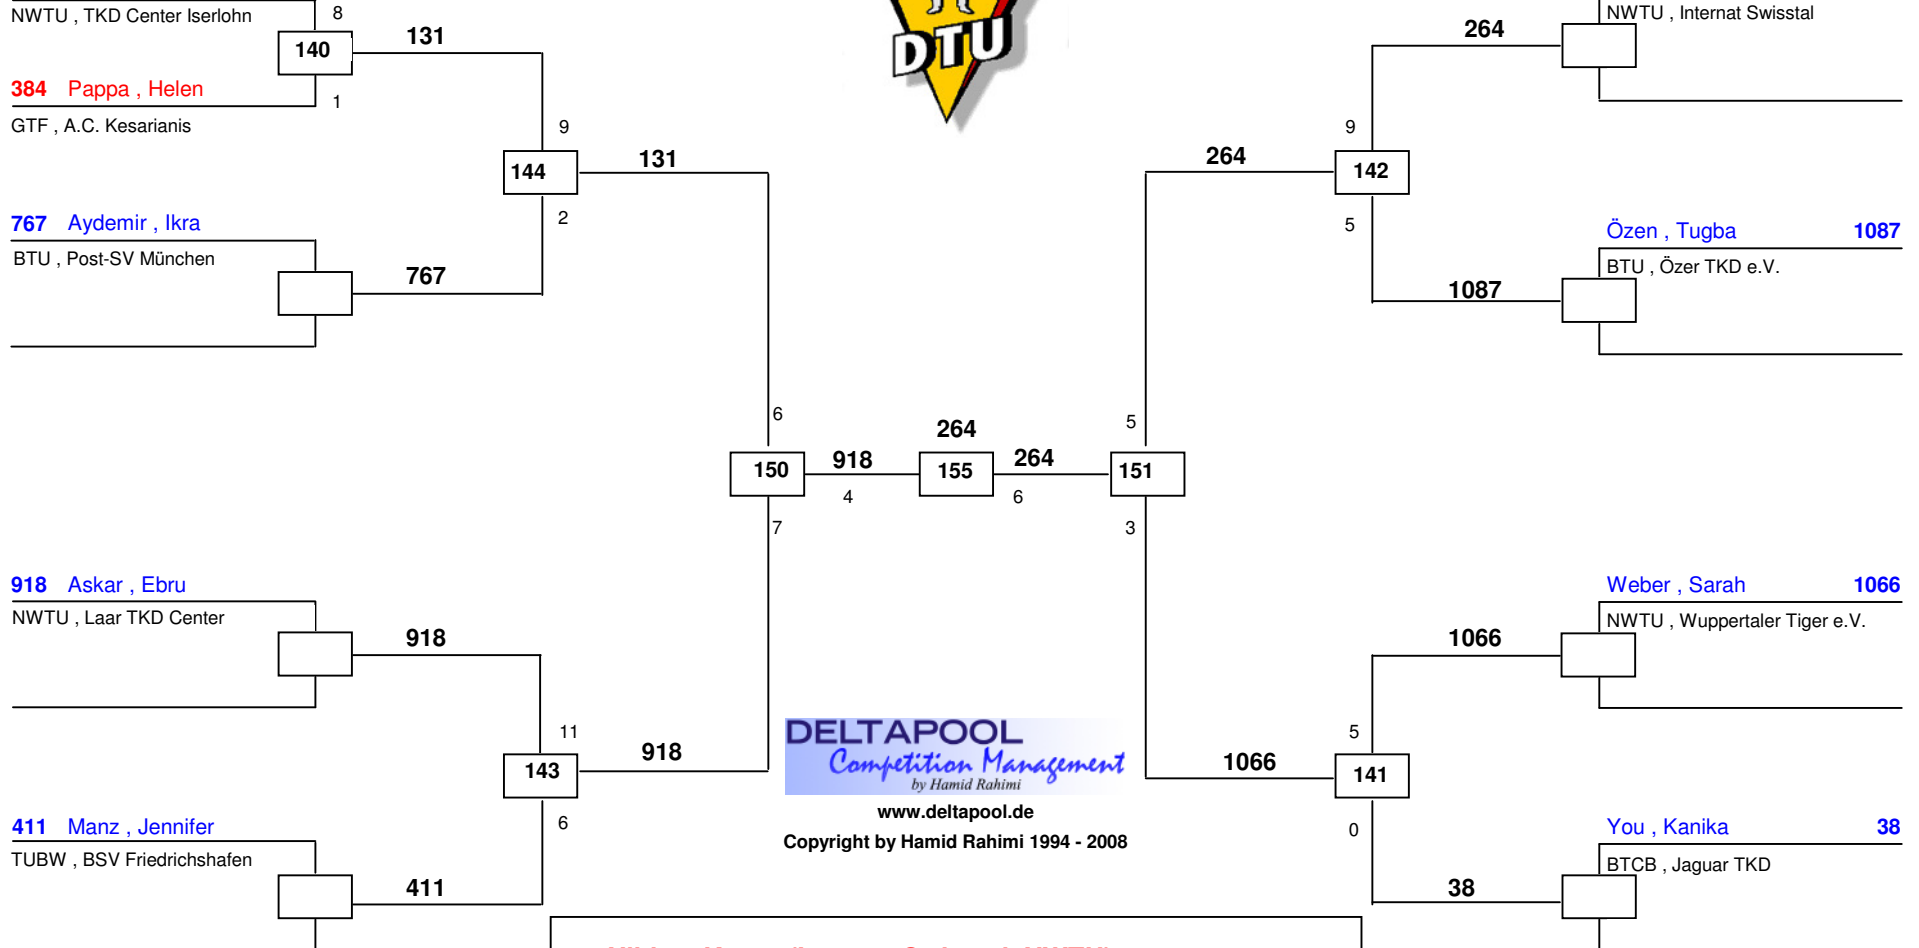 NWTU , TKD Center Iserlohn
8
140
131
384 Pappa , Helen
1
GTF , A.C. Kesarianis
9
144
131
2
767 Aydemir , Ikra
BTU , Post-SV München
767
DTU
NWTU , Internat Swisstal
264
9
264
142
5
Özen , Tugba 1087
BTU , Özer TKD e.V.
1087
6
150
7
918
4
264
155
264
6
5
151
3
918 Askar , Ebru
NWTU , Laar TKD Center
918
11
143
918
6
411 Manz , Jennifer
TUBW , BSV Friedrichshafen
411
DELTAPOOL
Competition Management
by Hamid Rahimi
www.deltapool.de
Copyright by Hamid Rahimi 1994 - 2008
Weber , Sarah 1066
NWTU , Wuppertaler Tiger e.V.
1066
5
1066
141
0
You , Kanika 38
BTCB , Jaguar TKD
38